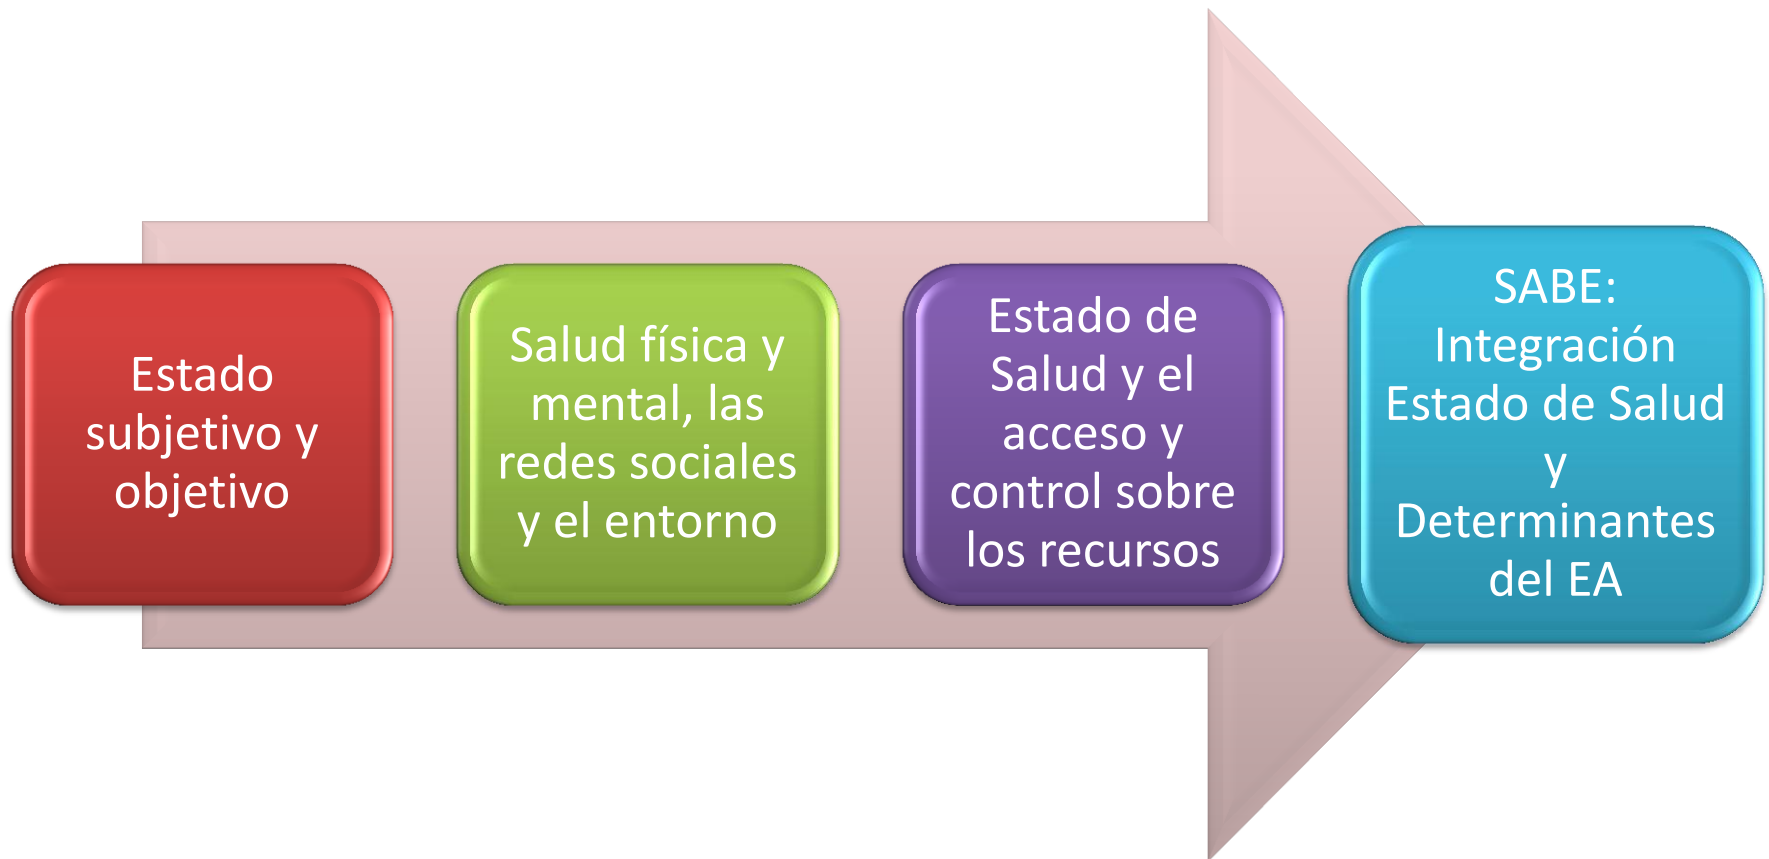 Estado
subjetivo y
objetivo
Salud física y
mental, las
redes sociales
y el entorno
Estado de
Salud y el
acceso y
control sobre
los recursos
SABE:
Integración
Estado de Salud
y
Determinantes
del EA